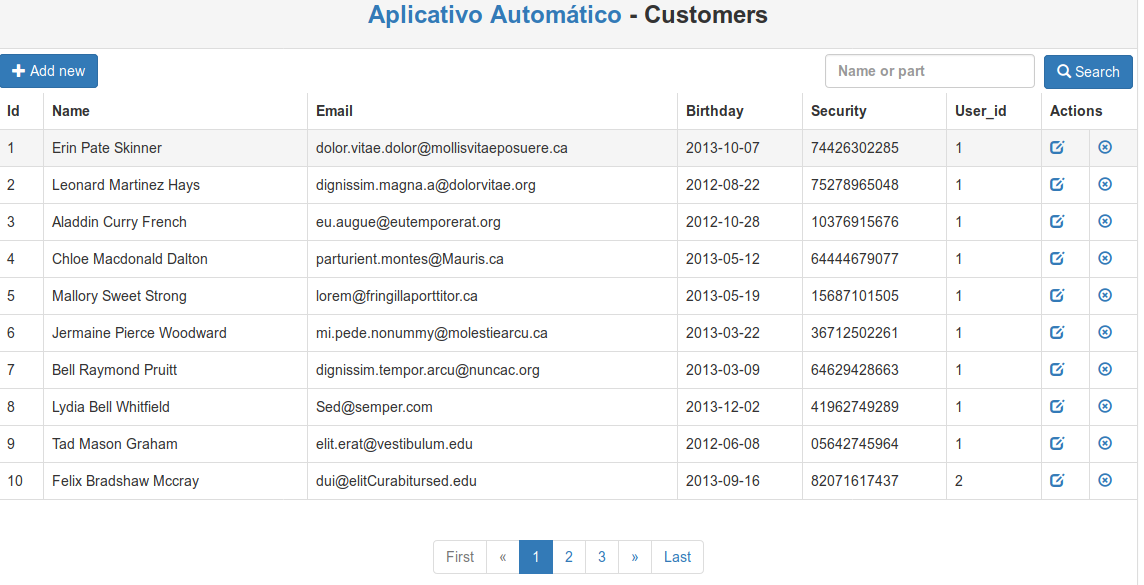 Aplicativo Automático - Customers
Add new
Name or part
Search
Id Name Email Birthday Security User_id Actions
1 Erin Pate Skinner dolor.vitae.dolor@mollisvitaeposuere.ca 2013-10-07 74426302285 1
2 Leonard Martinez Hays dignissim.magna.a@dolorvitae.org 2012-08-22 75278965048 1
3 Aladdin Curry French eu.augue@eutemporerat.org 2012-10-28 10376915676 1
4 Chloe Macdonald Dalton parturient.montes@Mauris.ca 2013-05-12 64444679077 1
5 Mallory Sweet Strong lorem@fringillaporttitor.ca 2013-05-19 15687101505 1
6 Jermaine Pierce Woodward mi.pede.nonummy@molestiearcu.ca 2013-03-22 36712502261 1
7 Bell Raymond Pruitt dignissim.tempor.arcu@nuncac.org 2013-03-09 64629428663 1
8 Lydia Bell Whitfield Sed@semper.com 2013-12-02 41962749289 1
9 Tad Mason Graham elit.erat@vestibulum.edu 2012-06-08 05642745964 1
10 Felix Bradshaw Mccray dui@elitCurabitursed.edu 2013-09-16 82071617437 2
First « 1 2 3 » Last